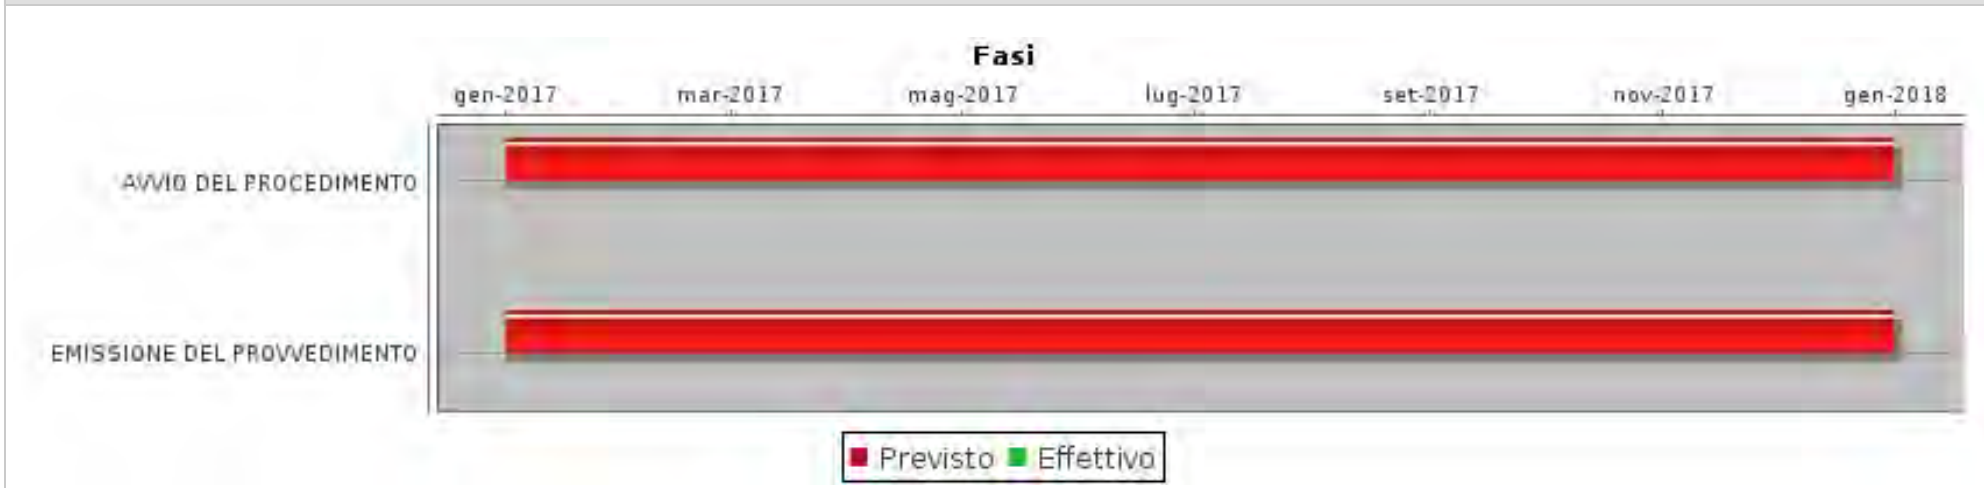 Fasi
gen-2017 mar-2017 mag-2017 lug-2017 set-2017 nov-2017 gen-2018
AVVIO DEL PROCEDIMENTO
EMISSIONE DEL PROVVEDIMENTO
Previsto Effettivo